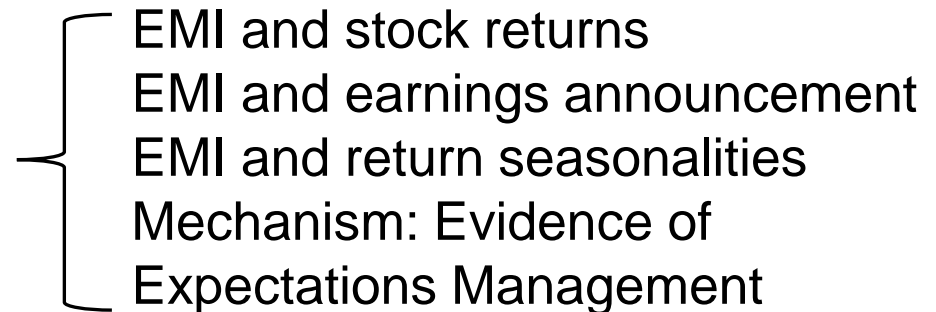 EMI and stock returns
EMI and earnings announcement
EMI and return seasonalities
Mechanism: Evidence of
Expectations Management